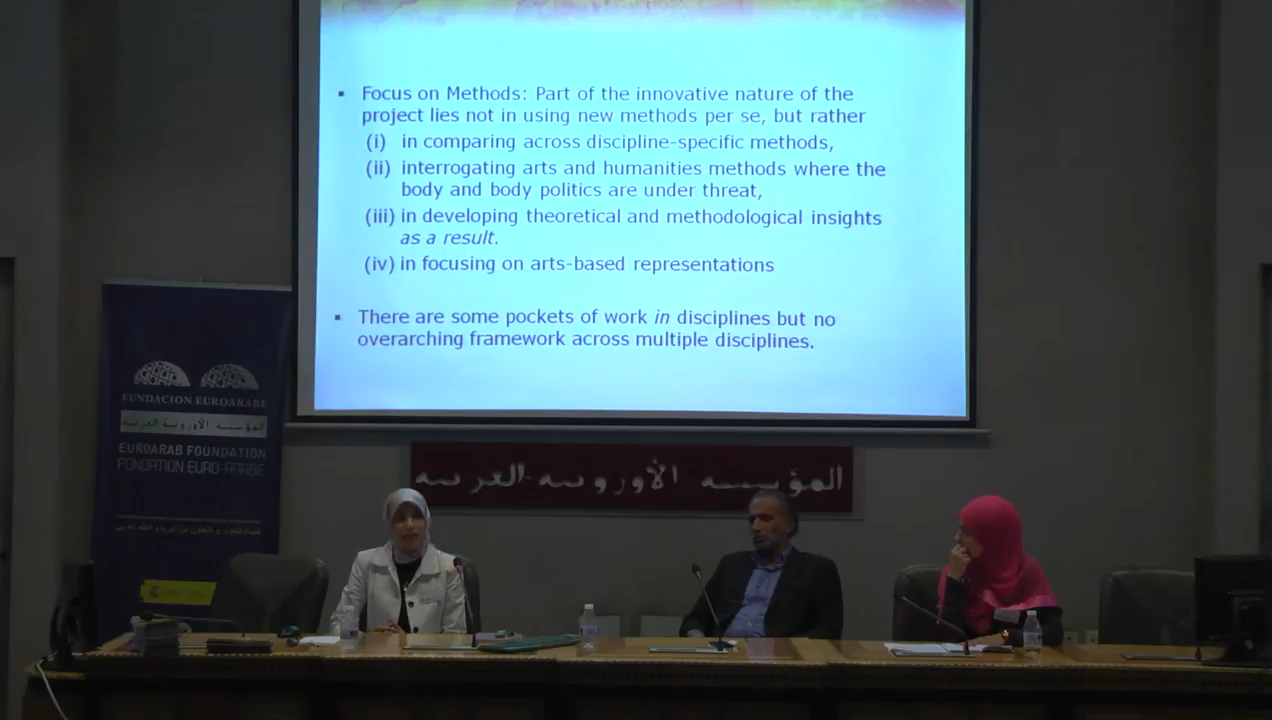 ▪ Focus on Methods: Part of the innovative nature of the
project lies not in using new methods per se, but rather
(i) in comparing across discipline-specific methods,
(ii) interrogating arts and humanities methods where the
body and body politics are under threat,
(iii) in developing theoretical and methodological insights
as a result.
(iv) in focusing on arts-based representations
▪ There are some pockets of work in disciplines but no
overarching framework across multiple disciplines.
FUNDACION EUROARABE
المؤسسة الأوروبية العربية
EUROARAB FOUNDATION
FONDATION EURO-ARABE
المؤسسة الأوروبية-العربية